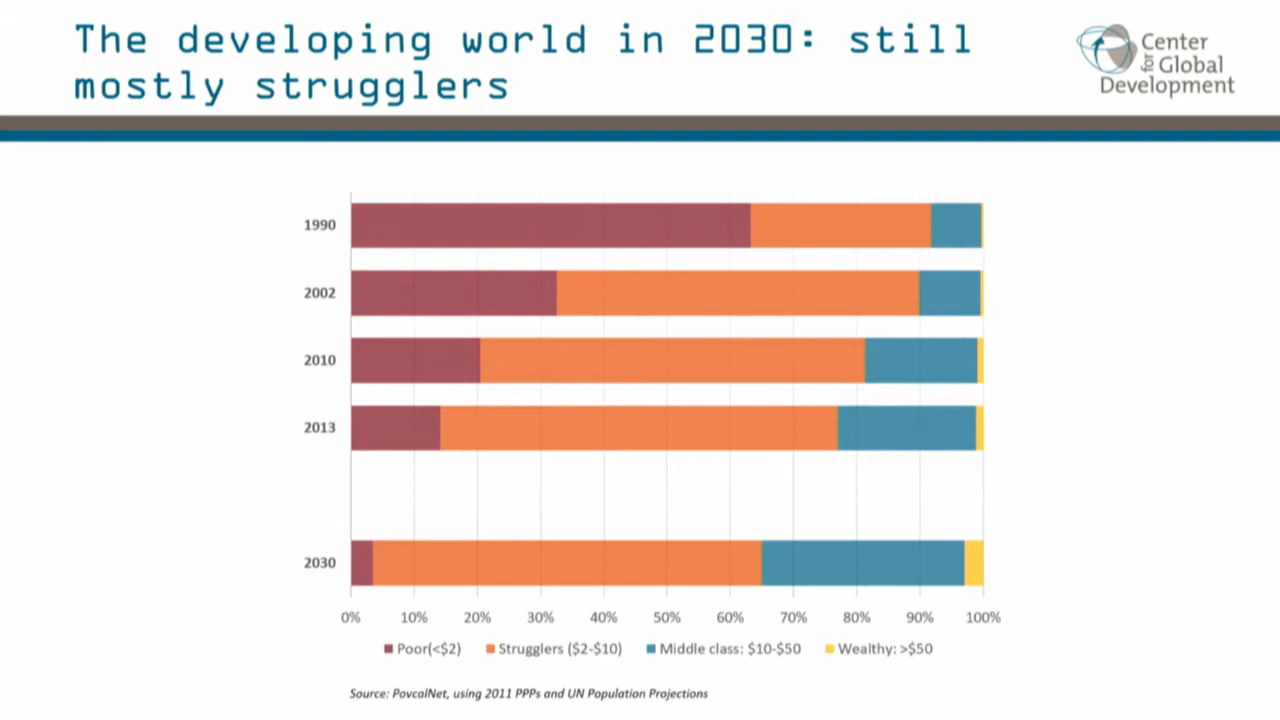 The developing world in 2030: still
mostly strugglers
Center
for Global
Development
1990
2002
2010
2013
2030
0% 10% 20% 30% 40% 50% 60% 70% 80% 90% 100%
Poor(<$2) Strugglers ($2-$10) Middle class: $10-$50 Wealthy: >$50
Source: PovcalNet, using 2011 PPPs and UN Population Projections